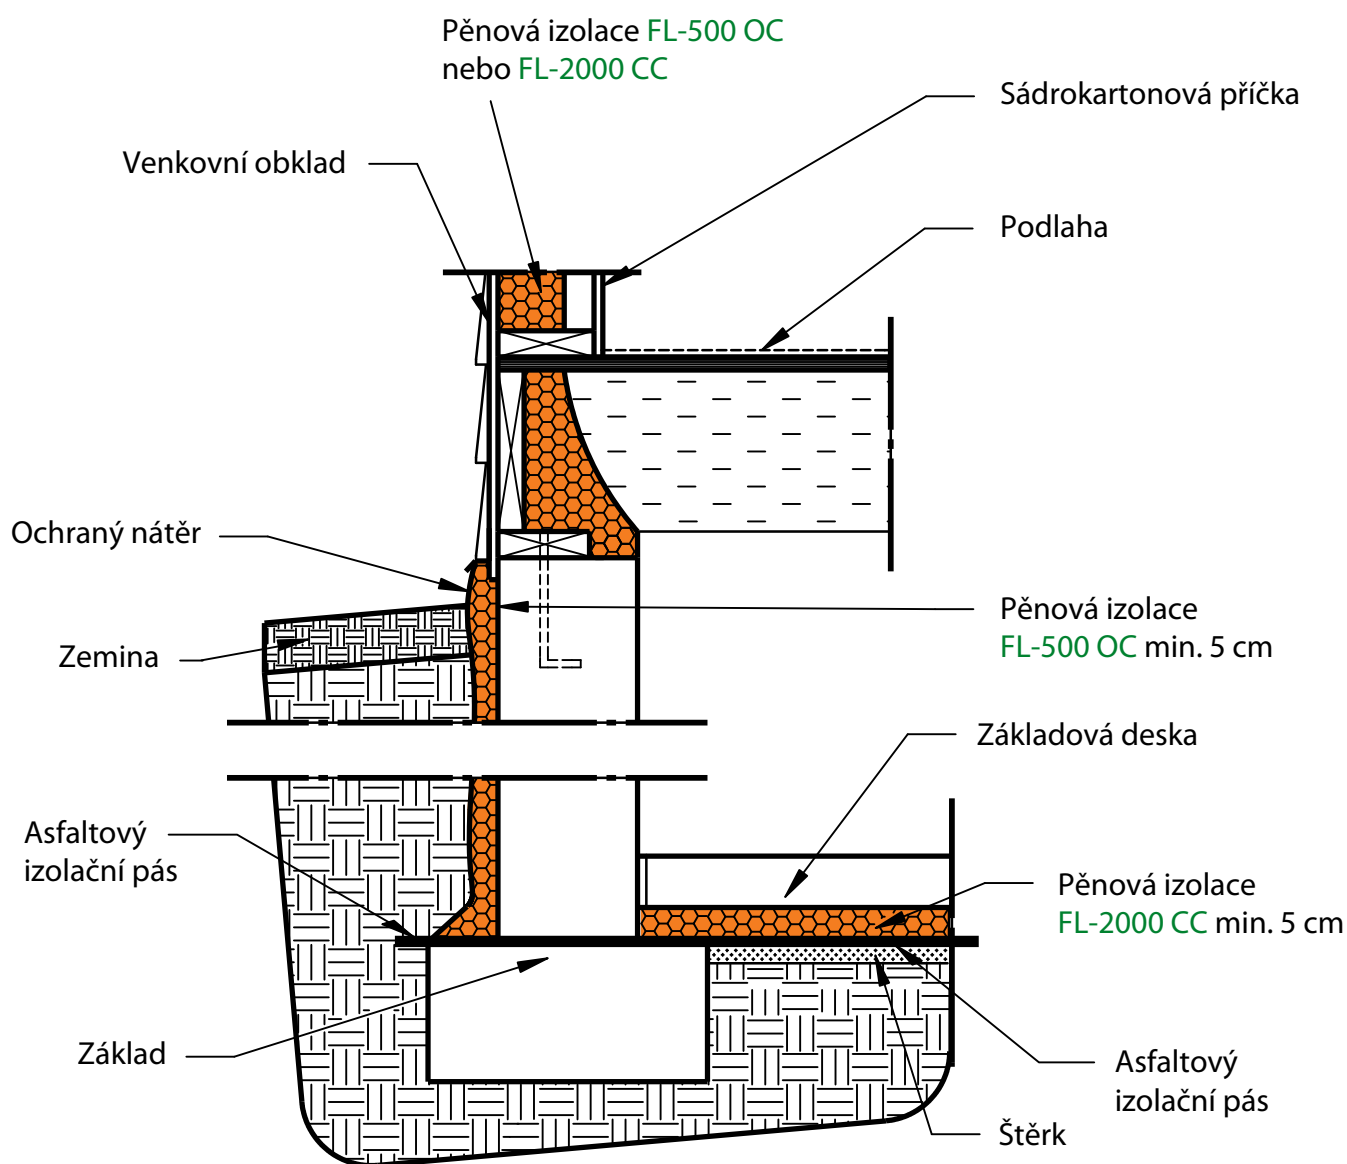 Pěnová izolace FL-500 OC
nebo FL-2000 CC
Sádrokartonová příčka
Venkovní obklad
Podlaha
Ochraný nátěr
Pěnová izolace
FL-500 OC min. 5 cm
Zemina
Základová deska
Asfaltový
izolační pás
Pěnová izolace
FL-2000 CC min. 5 cm
Základ
Asfaltový
izolační pás
Štěrk